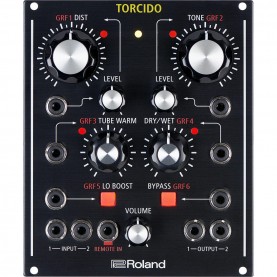 TORCIDO
GRF1 DIST
TONE GRF2
LEVEL
LEVEL
GRF3 TUBE WARM
DRY/WET GRF4
GRF5 LO BOOST
BYPASS GRF6
VOLUME
1 INPUT 2
REMOTE IN
1 OUTPUT 2
Roland